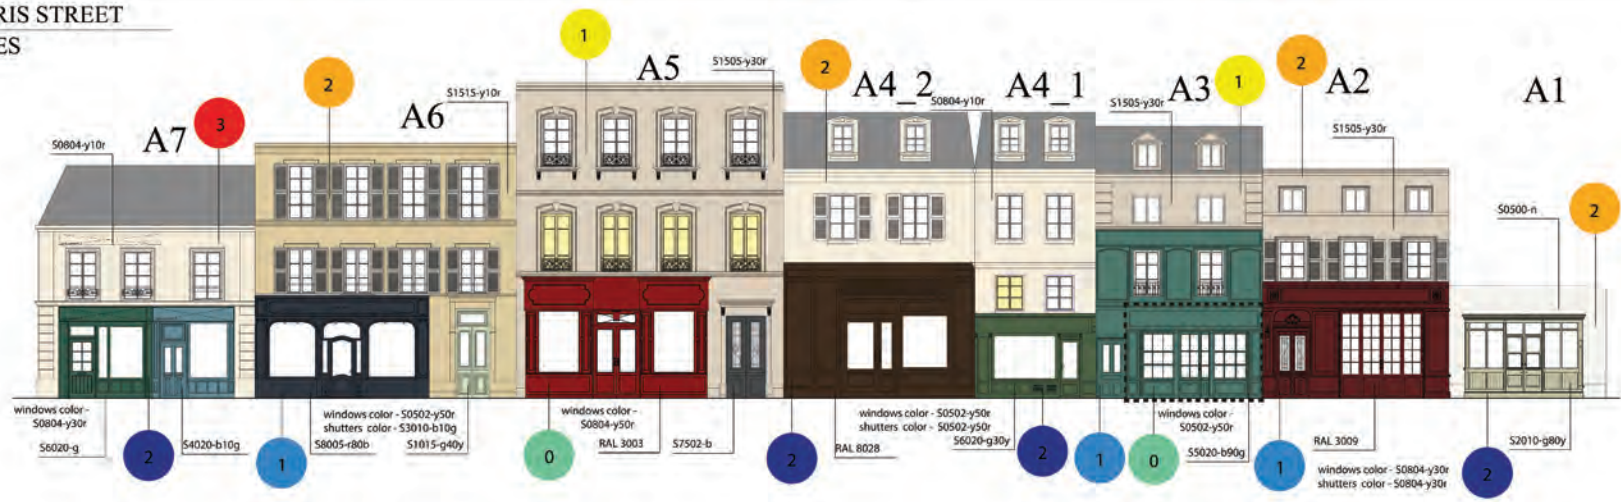 RIS STREET
ES
A7
3
S0804-y10r
2
A6
S1515-y10r
1
A5
S1505-y30r
2
A4_2
S0804-y10r
A4_1
S1505-y30r
A3
1
2
A2
S1505-y30r
A1
S0500-n
2
windows color -
S0804-y30r
S6020-g
2
S4020-b10g
1
windows color - S0502-y50r
shutters color - S3010-b10g
S8005-r80b
S1015-g40y
0
windows color -
S0804-y50r
RAL 3003
S7502-b
2
RAL 8028
windows color - S0502-y50r
shutters color - S0502-y50r
S6020-g30y
2
1
0
windows color -
S0502-y50r
S5020-b90g
1
RAL 3009
windows color - S0804-y30r
shutters color - S0804-y30r
2
S2010-g80y